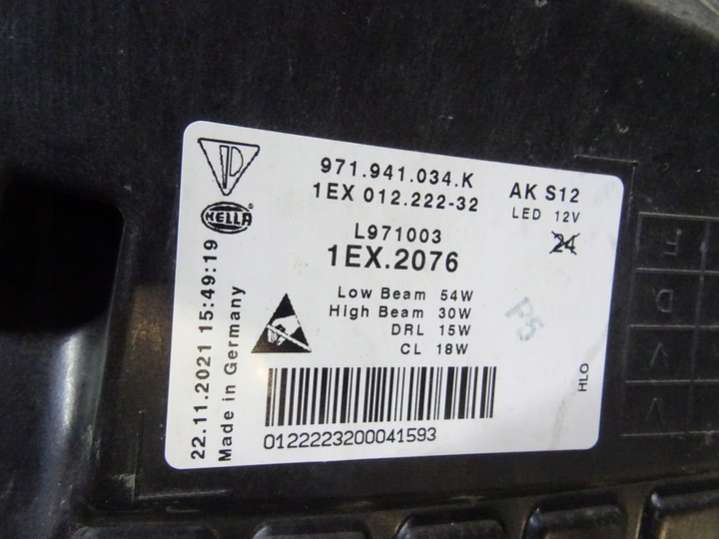 971.941.034.K
1EX 012.222-32
AK S12
LED 12V
HELLA
L971003
24
1EX.2076
Low Beam 54W
High Beam 30W
DRL 15W
CL 18W
P5
22.11.2021 15:49:19
Made in Germany
HLO
01222223200041593